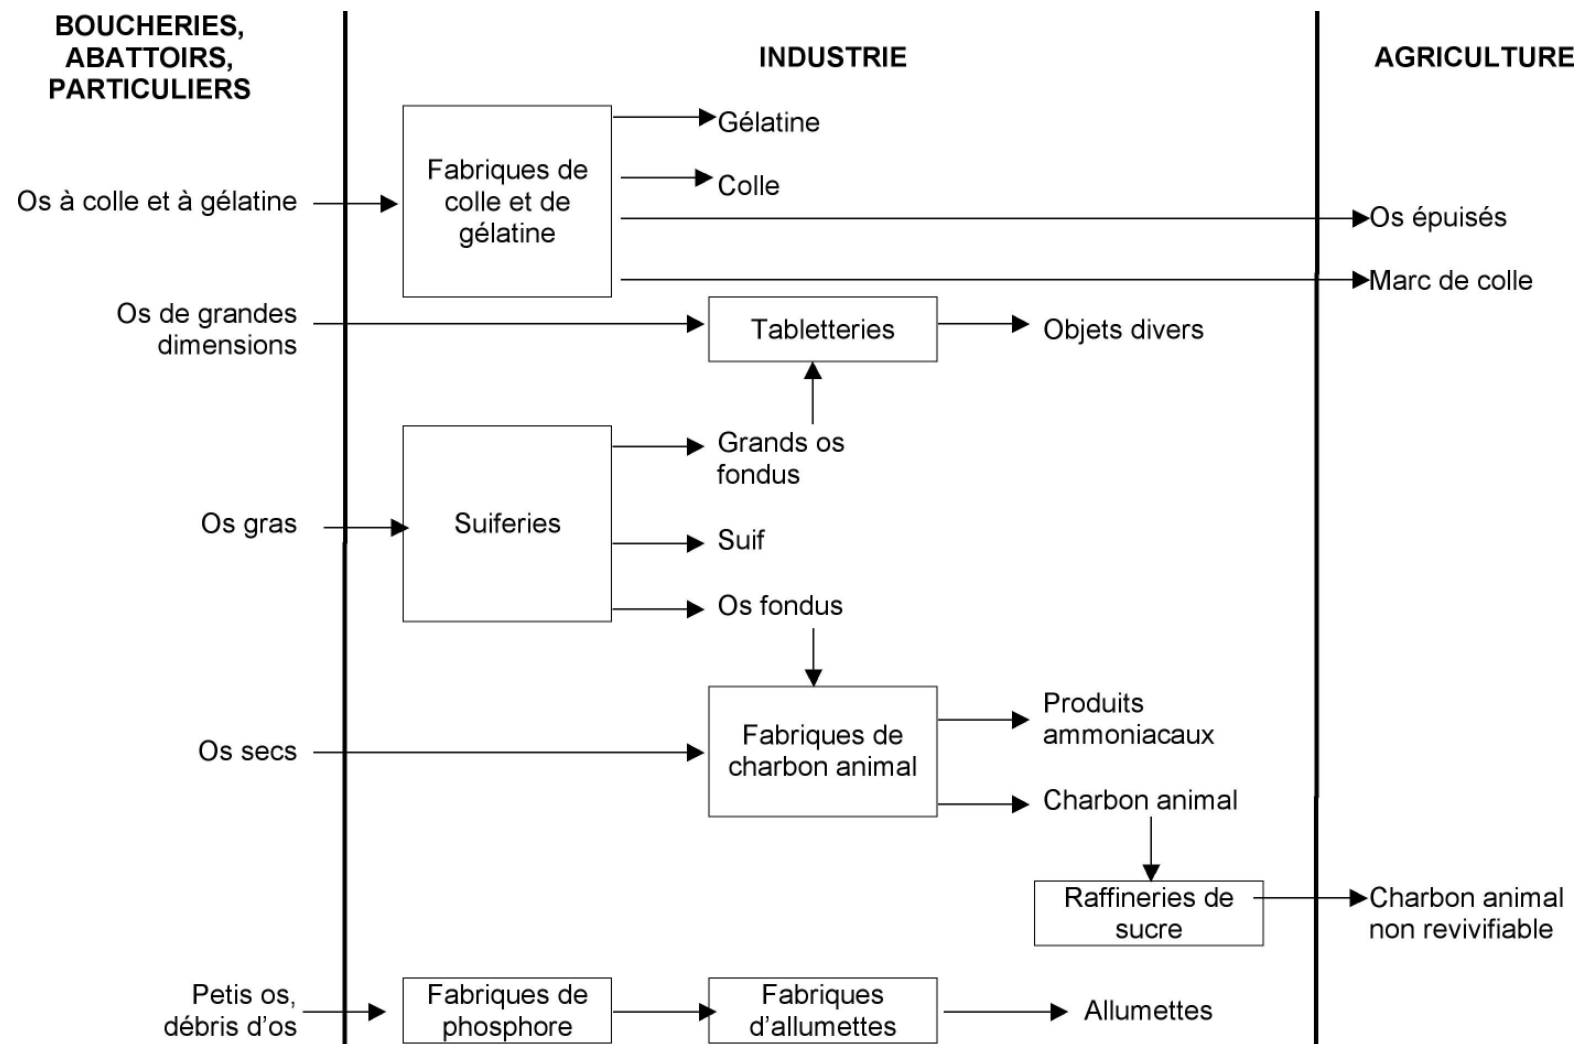 BOUCHERIES,
ABATTOIRS,
PARTICULIERS
INDUSTRIE
AGRICULTURE
Gélatine
Fabriques de
colle et de
gélatine
Colle
Os à colle et à gélatine
Os épuisés
Marc de colle
Os de grandes
dimensions
Tabletteries
Objets divers
Grands os
fondus
Os gras
Suiferies
Suif
Os fondus
Produits
ammoniacaux
Os secs
Fabriques de
charbon animal
Charbon animal
Raffineries de
sucre
Charbon animal
non revivifiable
Petis os,
débris d'os
Fabriques de
phosphore
Fabriques
d'allumettes
Allumettes